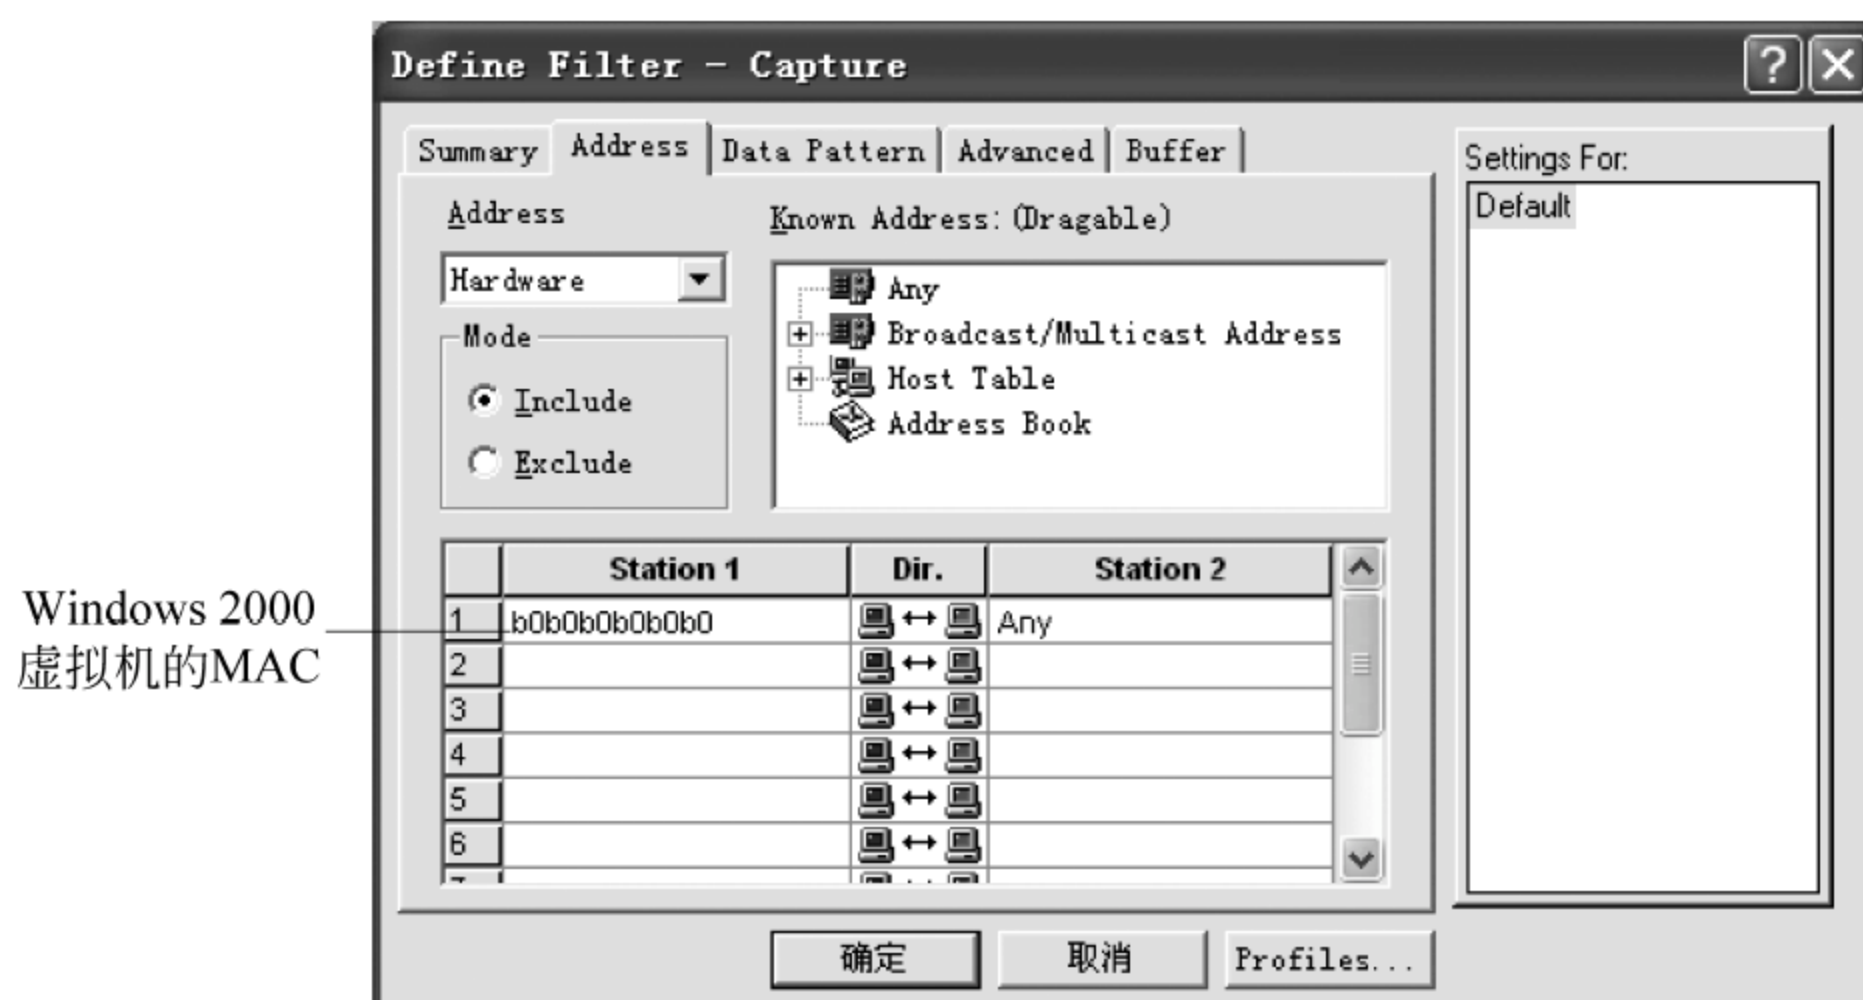 Define Filter - Capture
Summary Address Data Pattern Advanced Buffer
Settings For:
Default
Address
Known Address: (Dragable)
Hardware
Any
Broadcast/Multicast Address
Host Table
Address Book
Mode
Include
Exclude
Station 1 Dir. Station 2
1 b0b0b0b0b0b0 Any
2
3
4
5
6
Windows 2000
虚拟机的MAC
确定 取消 Profiles...